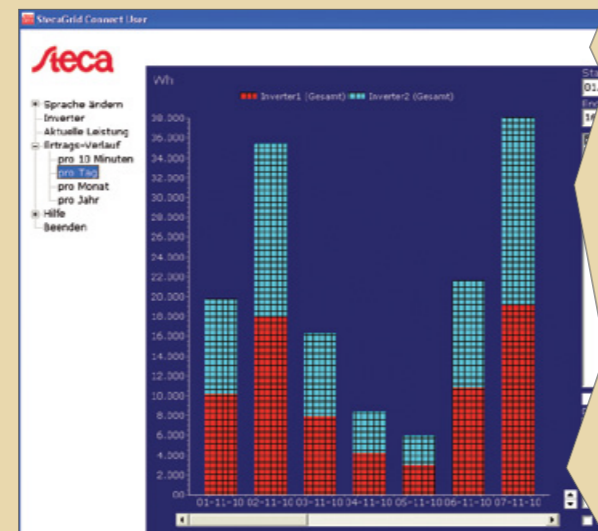 StecaGrid Connect User
Steca
Sprache ändern
Inverter
Aktuelle Leistung
Ertrags-Verlauf
pro 10 Minuten
pro Tag
pro Monat
pro Jahr
Hilfe
Beenden
Wh
Inverter1 (Gesamt) Inverter2 (Gesamt)
38.000
36.000
34.000
32.000
30.000
28.000
26.000
24.000
22.000
20.000
18.000
16.000
14.000
12.000
10.000
8.000
6.000
4.000
2.000
00
01-11-10 02-11-10 03-11-10 04-11-10 05-11-10 06-11-10 07-11-10
Sta
01.
16